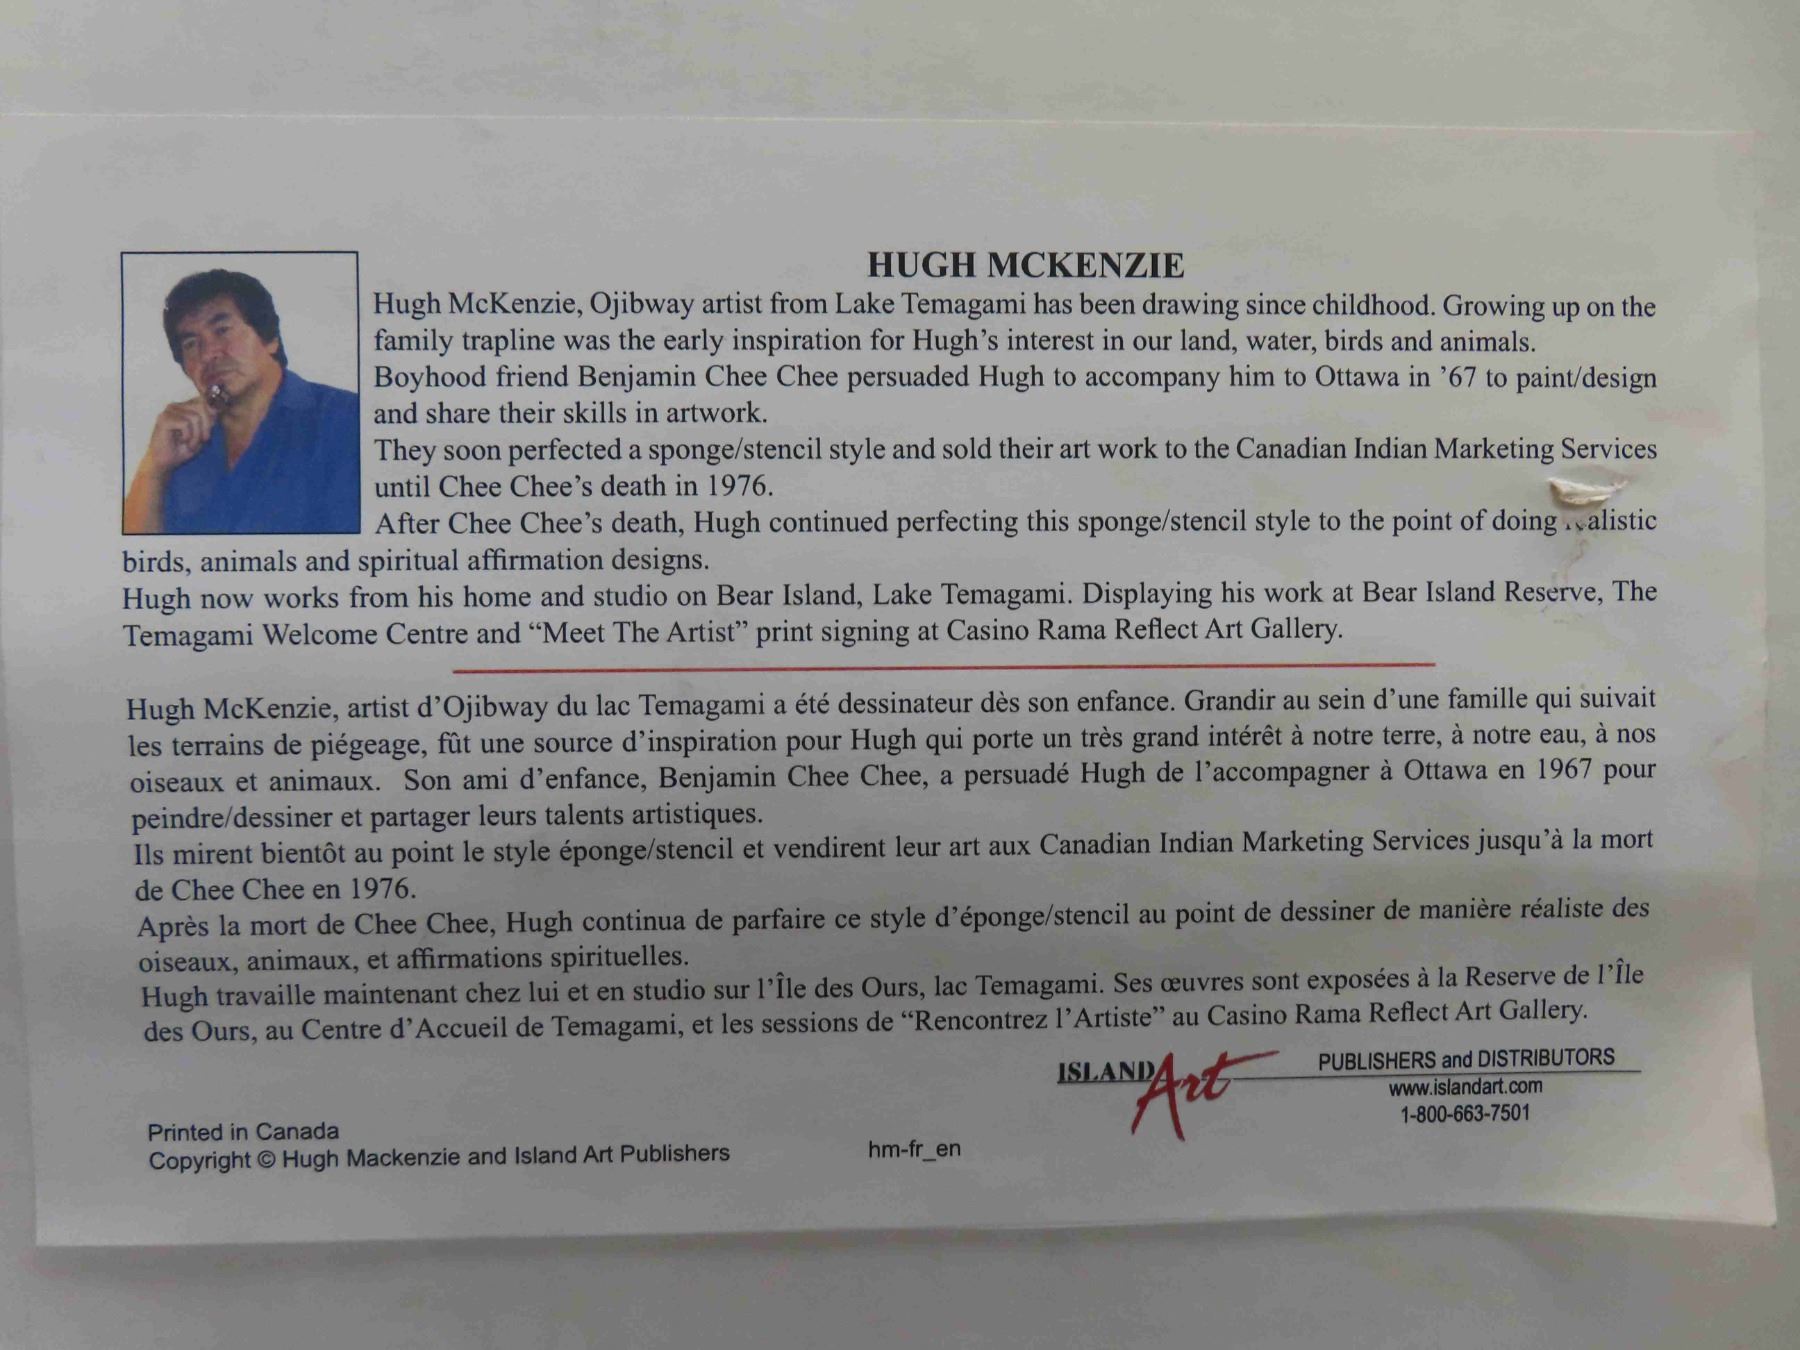 HUGH MCKENZIE
Hugh McKenzie, Ojibway artist from Lake Temagami has been drawing since childhood. Growing up on the
family trapline was the early inspiration for Hugh's interest in our land, water, birds and animals.
Boyhood friend Benjamin Chee Chee persuaded Hugh to accompany him to Ottawa in '67 to paint/design
and share their skills in artwork.
They soon perfected a sponge/stencil style and sold their art work to the Canadian Indian Marketing Services
until Chee Chee's death in 1976.
After Chee Chee's death, Hugh continued perfecting this sponge/stencil style to the point of doing
birds, animals and spiritual affirmation designs.
Hugh now works from his home and studio on Bear Island, Lake Temagami. Displaying his work at Bear Island Reserve, The
Temagami Welcome Centre and “Meet The Artist” print signing at Casino Rama Reflect Art Gallery.
Hugh McKenzie, artist d'Ojibway du lac Temagami a été dessinateur dès son enfance. Grandir au sein d'une famille qui suivait
les terrains de piégeage, fût une source d'inspiration pour Hugh qui porte un très grand intérêt à notre terre, à notre eau, à nos
oiseaux et animaux. Son ami d'enfance, Benjamin Chee Chee, a persuadé Hugh de l'accompagner à Ottawa en 1967 pour
peindre/dessiner et partager leurs talents artistiques.
Ils mirent bientôt au point le style éponge/stencil et vendirent leur art aux Canadian Indian Marketing Services jusqu'à la mort
de Chee Chee en 1976.
Après la mort de Chee Chee, Hugh continua de parfaire ce style d'éponge/stencil au point de dessiner de manière réaliste des
oiseaux, animaux, et affirmations spirituelles.
Hugh travaille maintenant chez lui et en studio sur l'Île des Ours, lac Temagami. Ses œuvres sont exposées à la Reserve de l'Île
des Ours, au Centre d'Accueil de Temagami, et les sessions de “Rencontrez l'Artiste” au Casino Rama Reflect Art Gallery.
ISLAND Art PUBLISHERS and DISTRIBUTORS
www.islandart.com
1-800-663-7501
Printed in Canada
Copyright © Hugh Mackenzie and Island Art Publishers
hm-fr_en